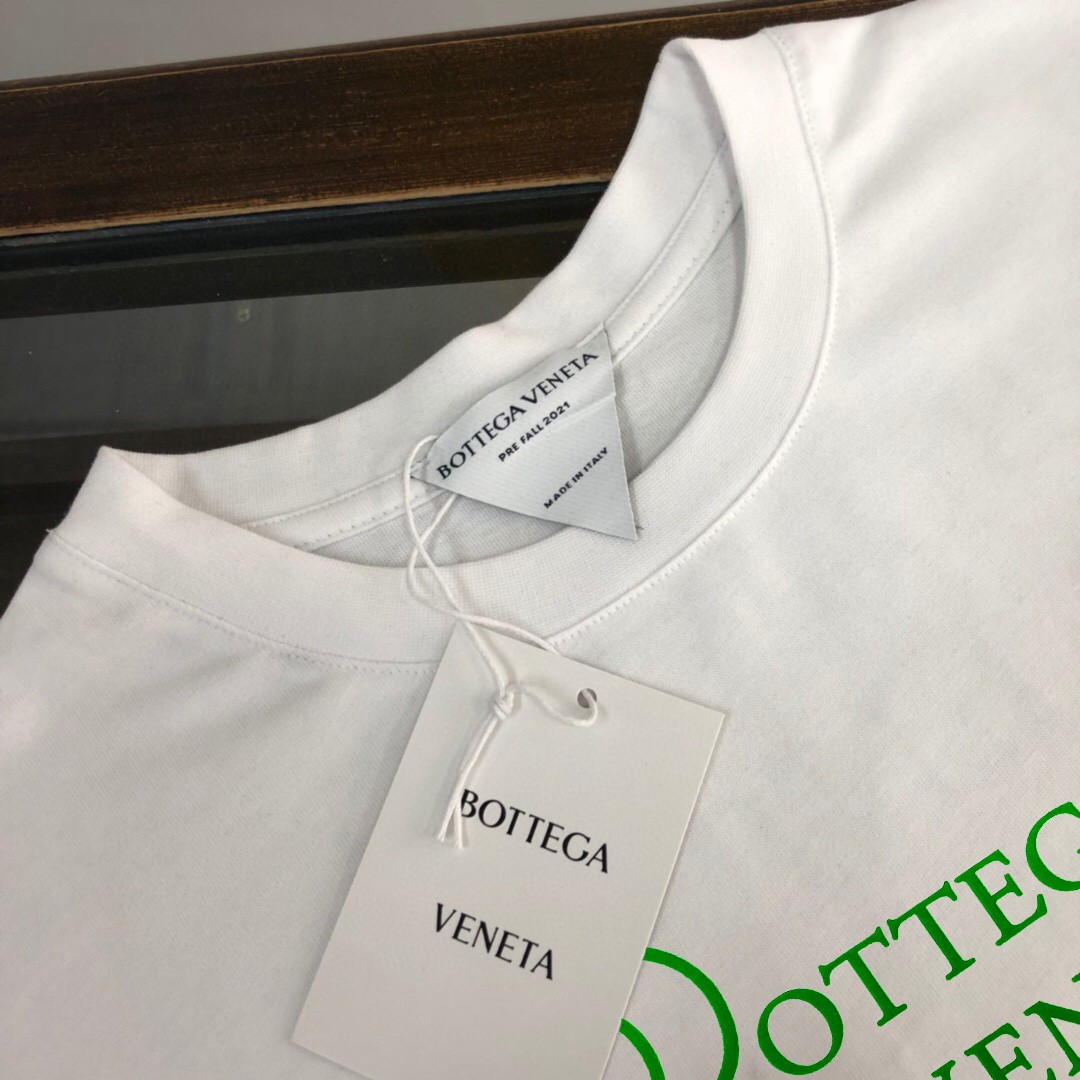 BOTTEGA VENETA
PRE FALL 2021
MADE IN ITALY
BOTTEGA
VENETA
OTTEG
VEN